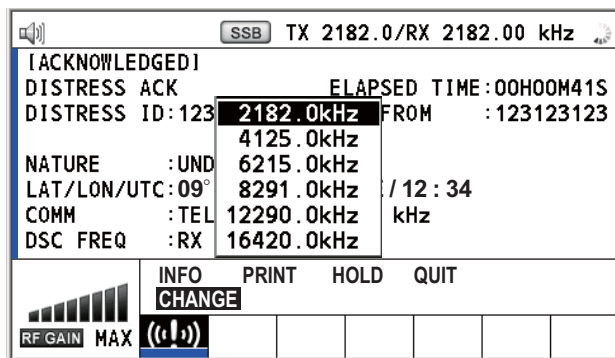 SSB TX 2182.0/RX 2182.00 kHz
[ACKNOWLEDGED]
DISTRESS ACK ELAPSED TIME:00H00M41S
DISTRESS ID:123 FROM :123123123
2182.0kHz
4125.0kHz
6215.0kHz
8291.0kHz
12290.0kHz
16420.0kHz
NATURE :UND
LAT/LON/UTC:09° / 12 : 34
COMM :TEL kHz
DSC FREQ :RX
INFO PRINT HOLD QUIT
CHANGE
RF GAIN MAX